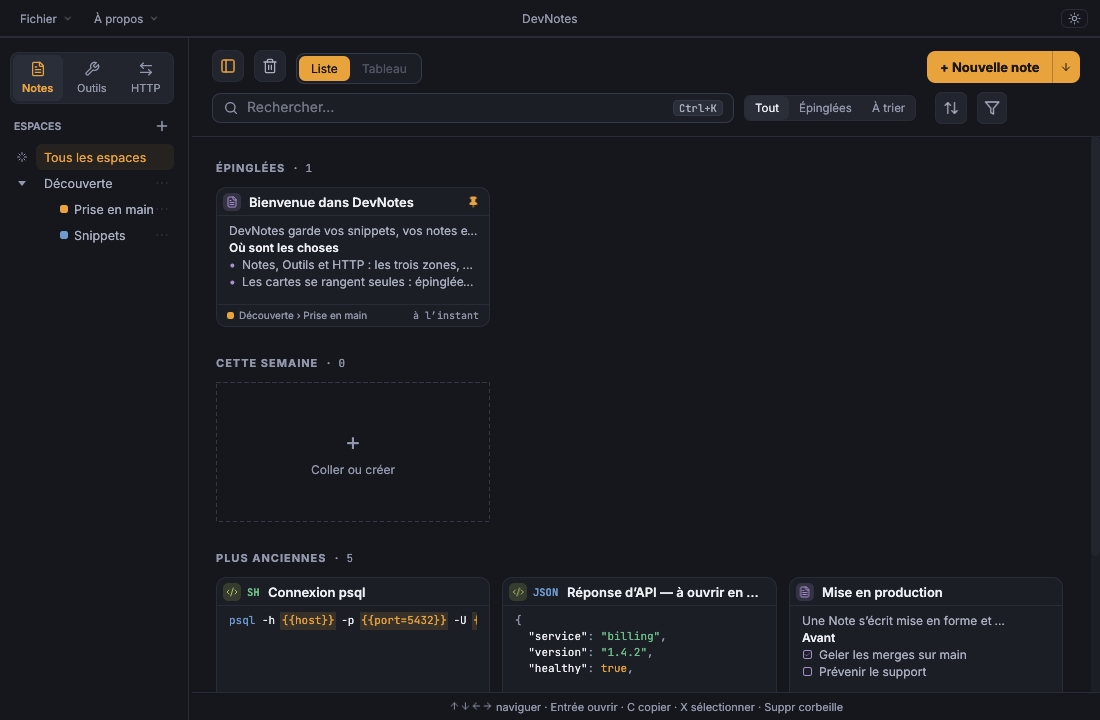 Fichier
À propos
DevNotes
Notes
Outils
HTTP
Liste
Tableau
+ Nouvelle note
Rechercher...
Ctrl+K
Tout
Épinglées
À trier
ESPACES
Tous les espaces
Découverte
Prise en main
Snippets
ÉPINGLÉES · 1
Bienvenue dans DevNotes
DevNotes garde vos snippets, vos notes e...
Où sont les choses
• Notes, Outils et HTTP : les trois zones, ...
• Les cartes se rangent seules : épinglée...
Découverte › Prise en main
à l’instant
CETTE SEMAINE · 0
+
Coller ou créer
PLUS ANCIENNES · 5
SH Connexion psql
psql -h {{host}} -p {{port=5432}} -U {
JSON Réponse d’API — à ouvrir en ...
{
"service": "billing",
"version": "1.4.2",
"healthy": true,
Mise en production
Une Note s’écrit mise en forme et ...
Avant
Geler les merges sur main
Prévenir le support
↑↓←→ naviguer · Entrée ouvrir · C copier · X sélectionner · Suppr corbeille